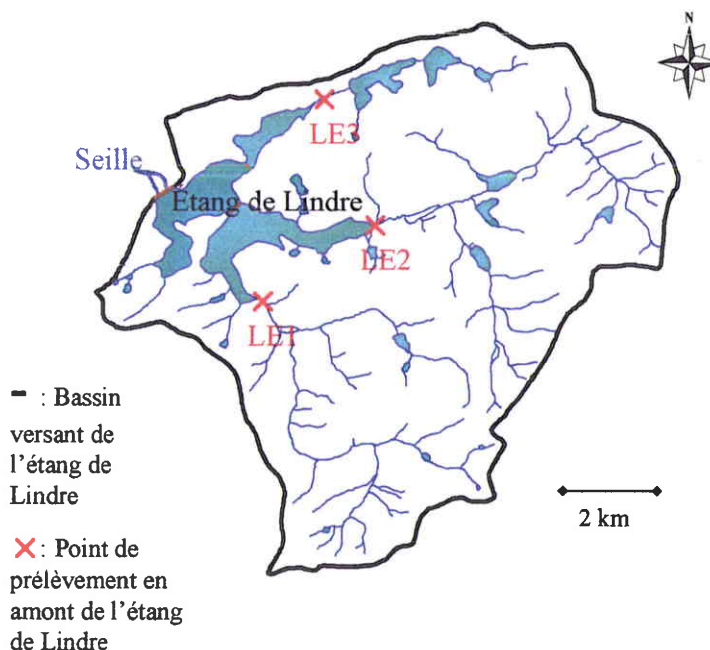 N
LE3
Seille
Etang de Lindre
LE2
LE1
: Bassin
versant de
l'étang de
Lindre
2 km
: Point de
prélèvement en
amont de l'étang
de Lindre